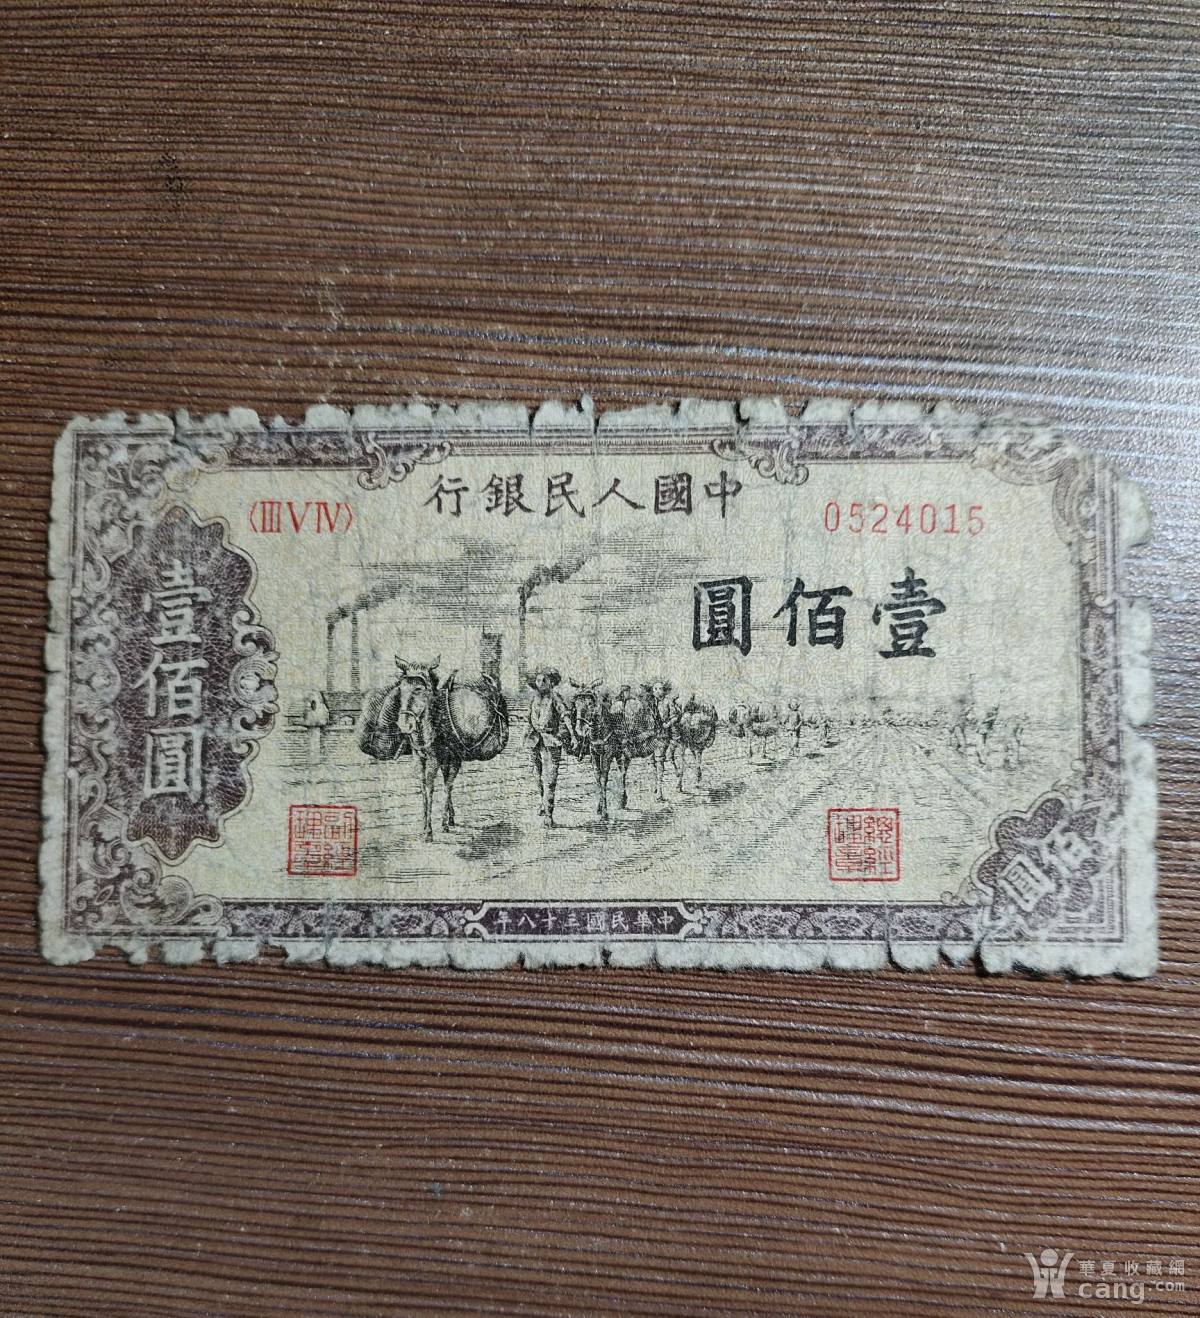 中國人民銀行
〈ⅢⅤⅣ〉
0524015
壹佰圓
壹佰圓
佰圓
中華民國三十八年
華夏收藏網
cang.com